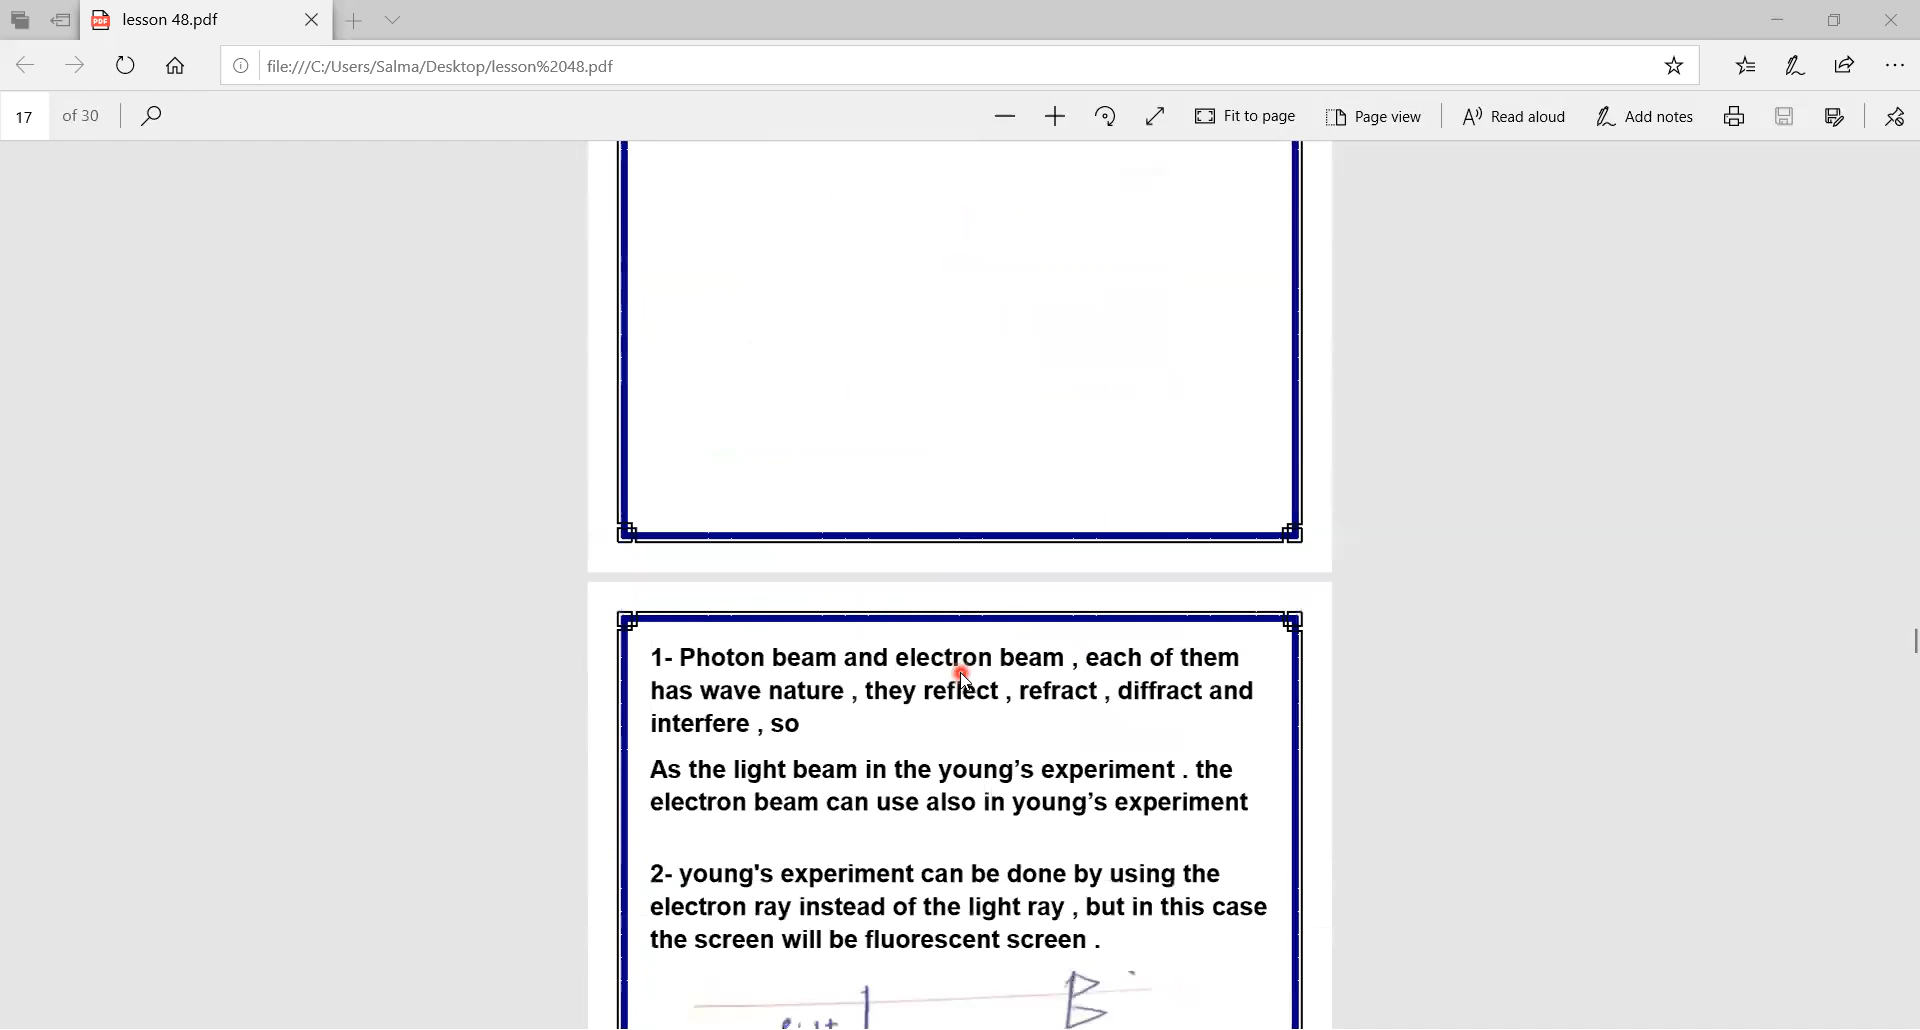 lesson 48.pdf
file:///C:/Users/Salma/Desktop/lesson%2048.pdf
17 of 30 Fit to page Page view Read aloud Add notes
1- Photon beam and electron beam , each of them
has wave nature , they reflect , refract , diffract and
interfere , so
As the light beam in the young’s experiment . the
electron beam can use also in young’s experiment
2- young's experiment can be done by using the
electron ray instead of the light ray , but in this case
the screen will be fluorescent screen .